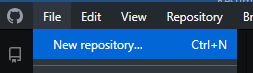 File Edit View Repository
New repository... Ctrl+N